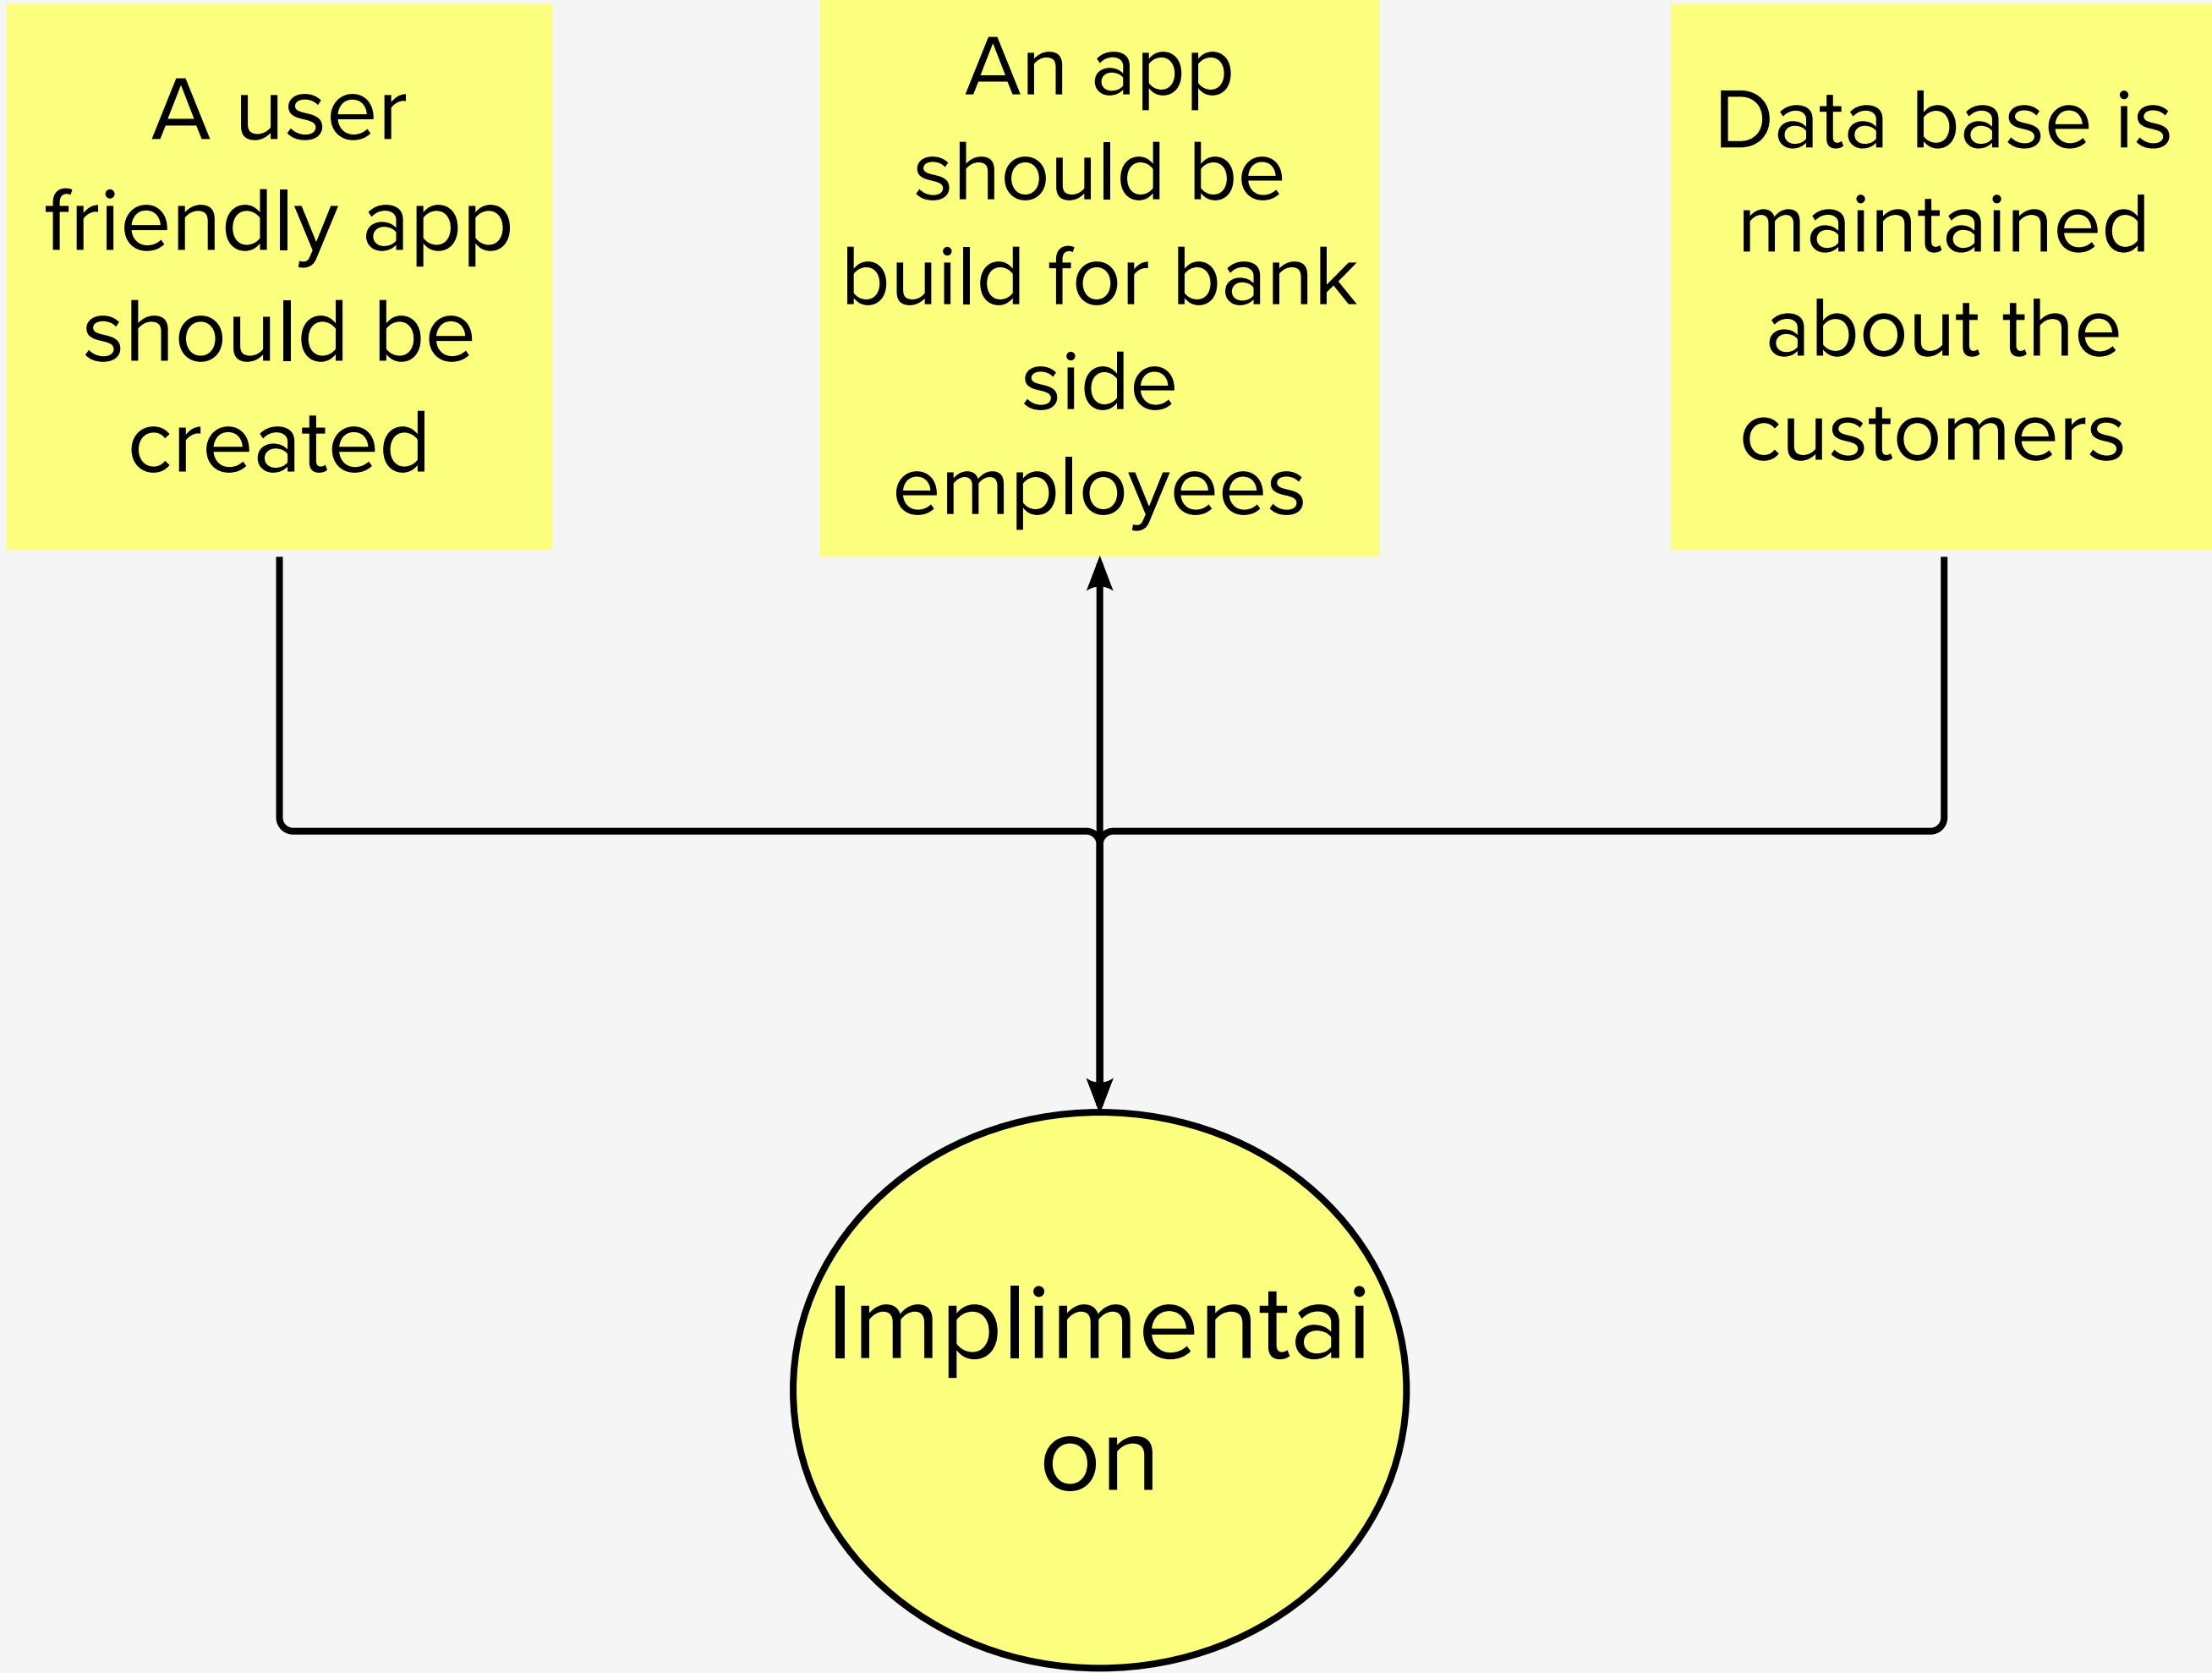 A user
friendly app
should be
created
An app
should be
build for bank
side
employees
Data base is
maintained
about the
customers
Implimentai
on